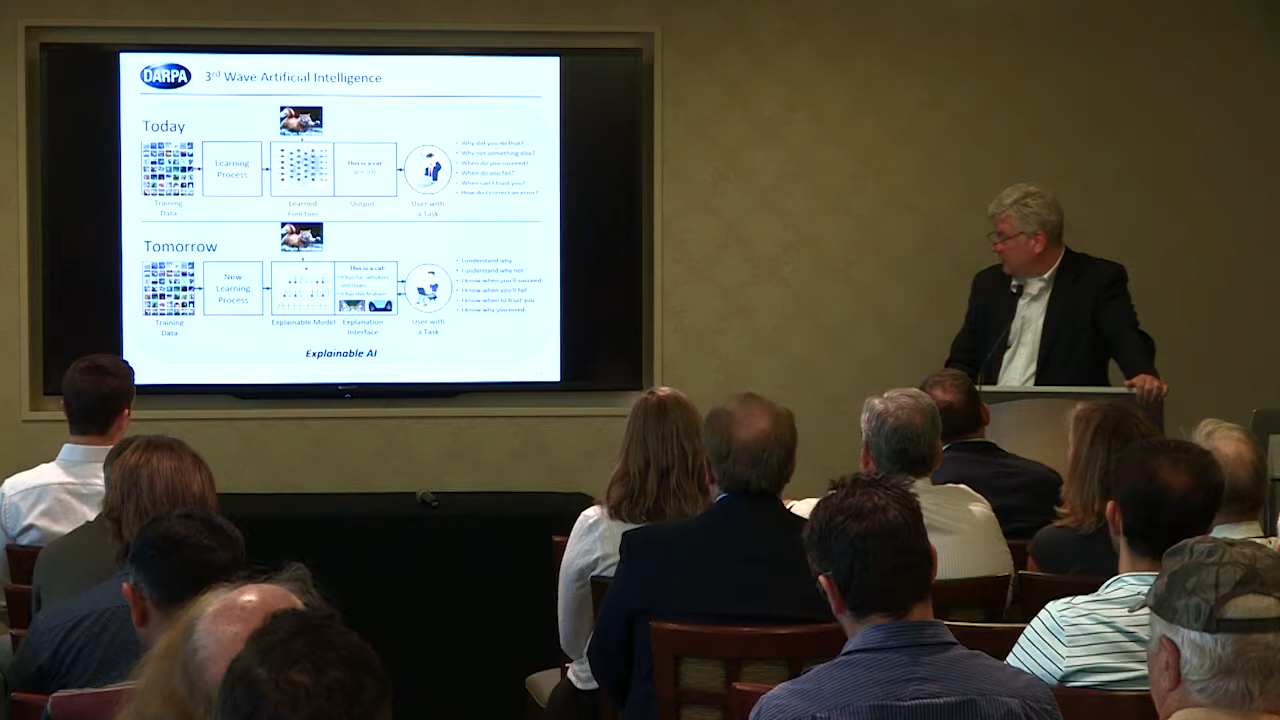 DARPA
3rd Wave Artificial Intelligence
Today
Learning
Process
This is a cat
Training
Data
Learned
Function
Output
User with
a Task
• Why did you do that?
• Why not something else?
• When do you succeed?
• When do you fail?
• When can I trust you?
• How do I correct an error?
Tomorrow
New
Learning
Process
This is a cat:
Training
Data
Explainable Model
Explanation
Interface
User with
a Task
• I understand why
• I understand why not
• I know when you'll succeed
• I know when you'll fail
• I know when to trust you
• I know why you erred
Explainable AI